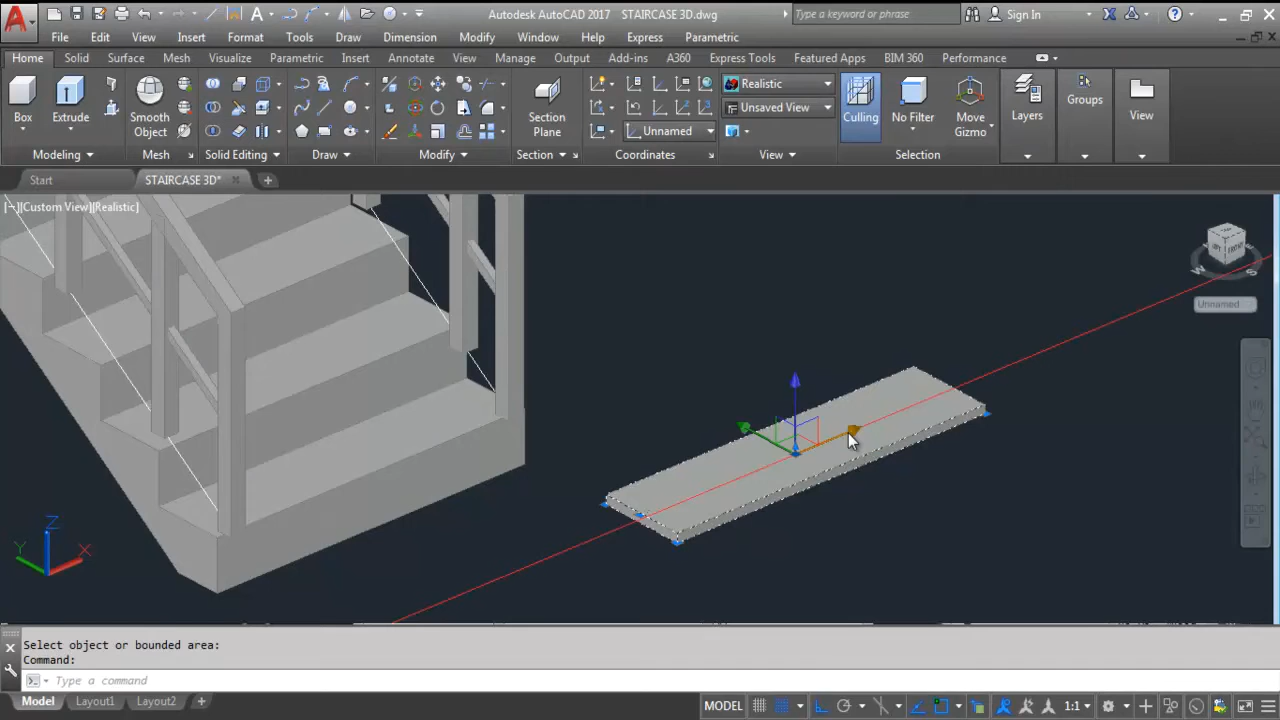 Autodesk AutoCAD 2017 STAIRCASE 3D.dwg
Type a keyword or phrase
Sign In
File Edit View Insert Format Tools Draw Dimension Modify Window Help Express Parametric
Home Solid Surface Mesh Visualize Parametric Insert Annotate View Manage Output Add-ins A360 Express Tools Featured Apps BIM 360 Performance
Box
Extrude
Smooth Object
Section Plane
Realistic
Unsaved View
Unnamed
Culling
No Filter
Move Gizmo
Layers
Groups
View
Modeling Mesh Solid Editing Draw Modify Section Coordinates View Selection
Start STAIRCASE 3D*
[−][Custom View][Realistic]
W
S
Unnamed
Z
Y
X
Select object or bounded area:
Command:
Type a command
Model Layout1 Layout2
MODEL
1:1